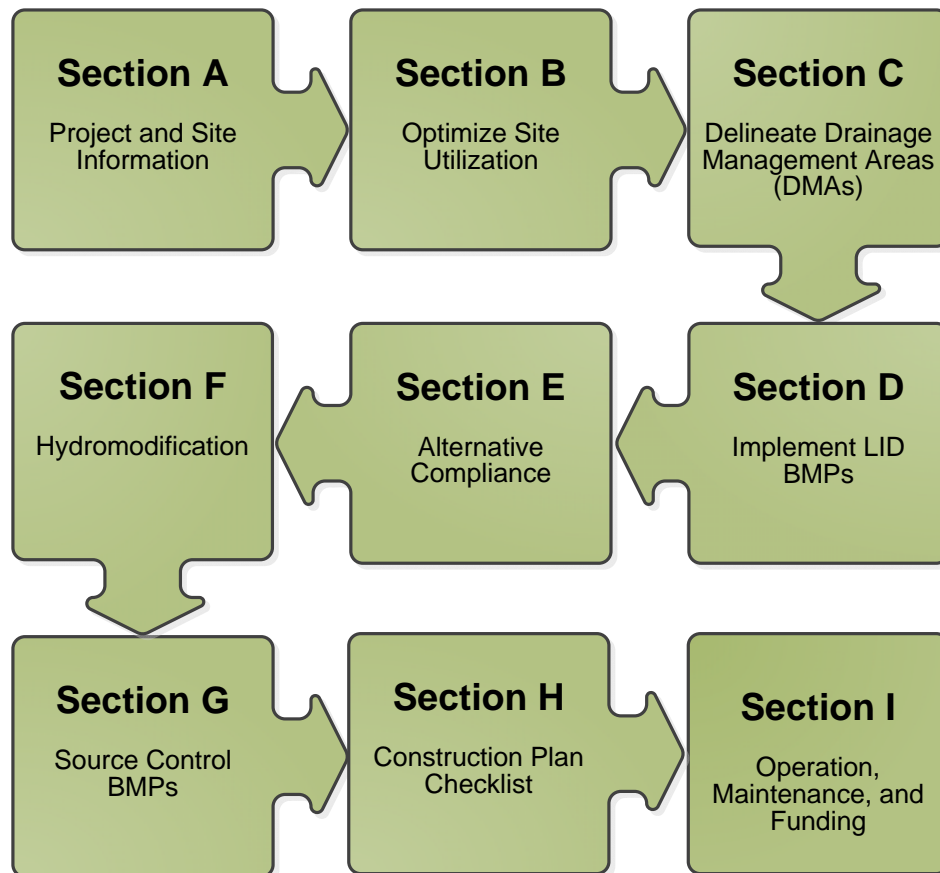 Section A
Project and Site
Information
Section B
Optimize Site
Utilization
Section C
Delineate Drainage
Management Areas
(DMAs)
Section D
Implement LID
BMPs
Section E
Alternative
Compliance
Section F
Hydromodification
Section G
Source Control
BMPs
Section H
Construction Plan
Checklist
Section I
Operation,
Maintenance, and
Funding